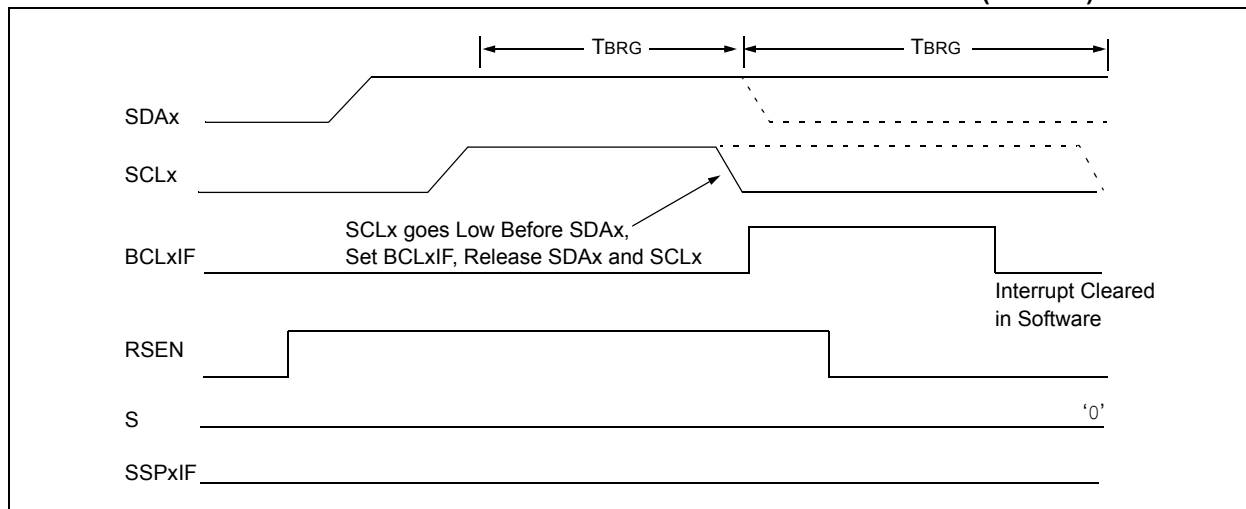 TBRG TBRG
SDAx
SCLx
SCLx goes Low Before SDAx,
Set BCLxIF, Release SDAx and SCLx
BCLxIF
Interrupt Cleared
in Software
RSEN
S
‘0’
SSPxIF